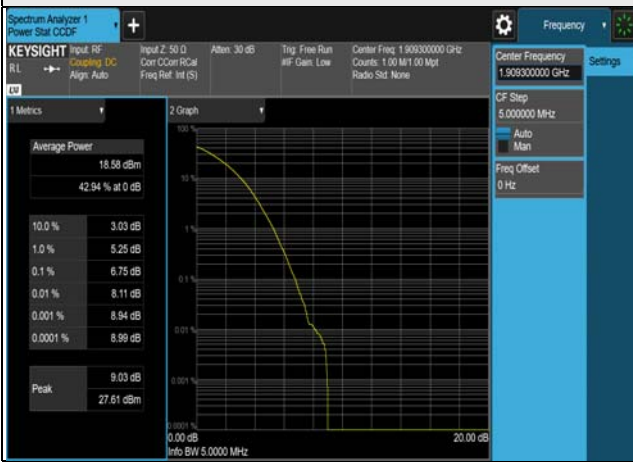 Spectrum Analyzer 1
Power Stat CCDF
Frequency
KEYSIGHT
RL
LW
Input: RF
Coupling: DC
Align: Auto
Input Z: 50 Ω
Corr CCorr RCal
Freq Ref: Int (S)
Atten: 30 dB
Trig: Free Run
#IF Gain: Low
Center Freq: 1.909300000 GHz
Counts: 1.00 M/1.00 Mpt
Radio Std: None
Center Frequency
1.909300000 GHz
Settings
CF Step
5.000000 MHz
Auto
Man
Freq Offset
0 Hz
1 Metrics
Average Power
18.58 dBm
42.94 % at 0 dB
10.0 % 3.03 dB
1.0 % 5.25 dB
0.1 % 6.75 dB
0.01 % 8.11 dB
0.001 % 8.94 dB
0.0001 % 8.99 dB
Peak 9.03 dB
27.61 dBm
2 Graph
100 %
10 %
1 %
0.1 %
0.01 %
0.001 %
0.0001 %
0.00 dB 20.00 dB
Info BW 5.0000 MHz